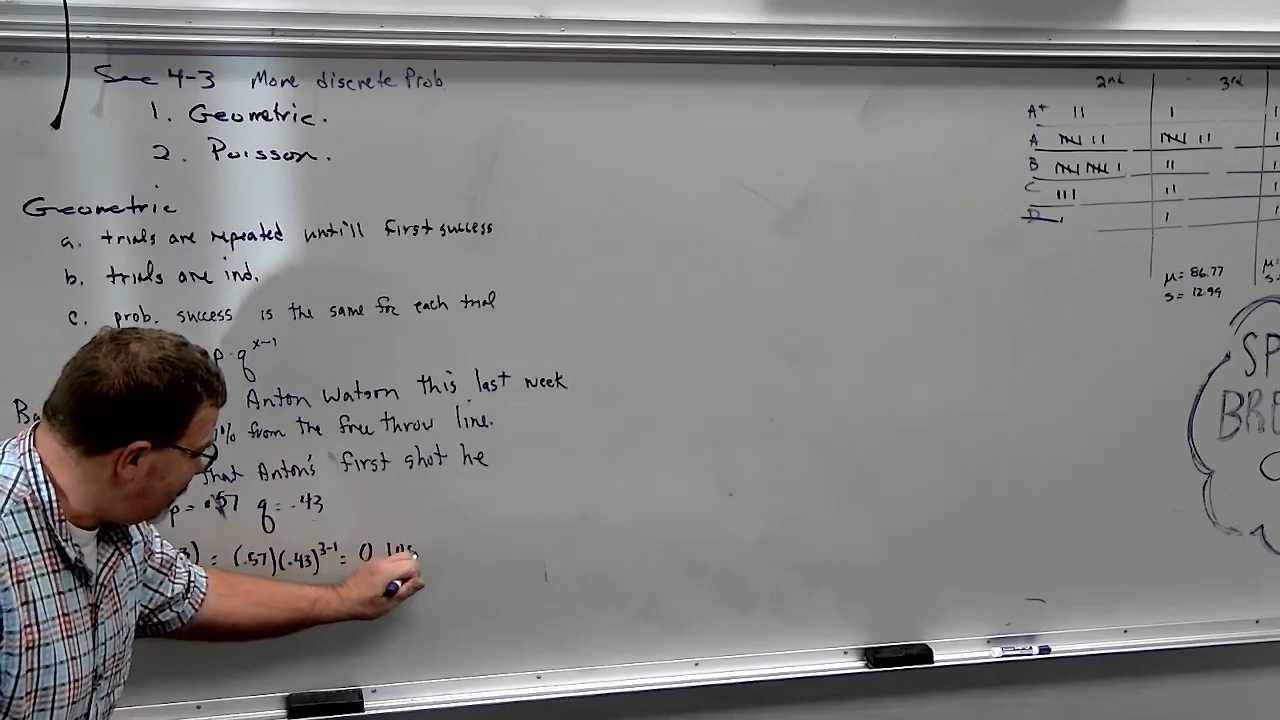 Sec 4-3 More discrete Prob
1. Geometric.
2. Poisson.
Geometric
a. trials are repeated untill first success
b. trials are ind.
c. prob. success is the same for each trial
p · q^x-1
Anton Watson this last week
% from the free throw line.
that Anton's first shot he
p = .57 q = .43
3) = (.57)(.43)^3-1 = 0.105
2nd 3rd
A+ || |
A |||| || |||| ||
B |||| |||| | ||
C ||| ||
D | |
μ = 86.77
s = 12.99
μ =
s =
SP
BRE